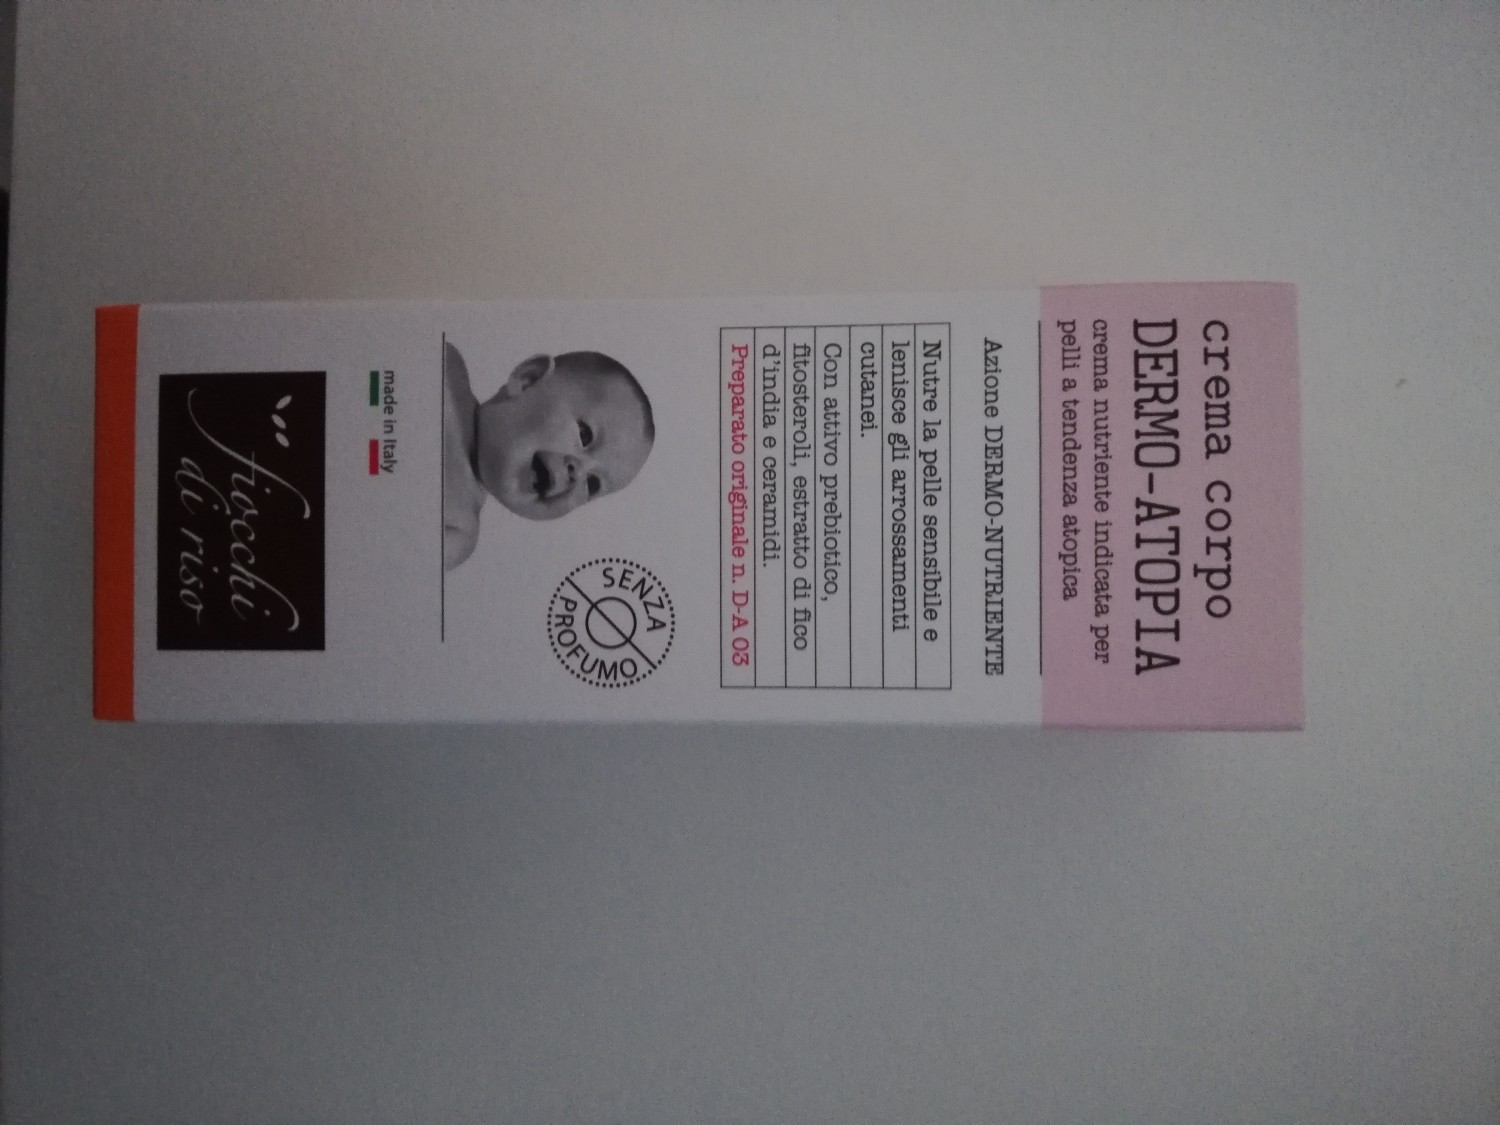 crema corpo
DERMO-ATOPIA
crema nutriente indicata per
pelli a tendenza atopica
Azione DERMO-NUTRIENTE
Nutre la pelle sensibile e
lenisce gli arrossamenti
cutanei.
Con attivo prebiotico,
fitosteroli, estratto di fico
d'india e ceramidi.
Preparato originale n. D-A 03
SENZA
PROFUMO
made in Italy
fiocchi
di riso